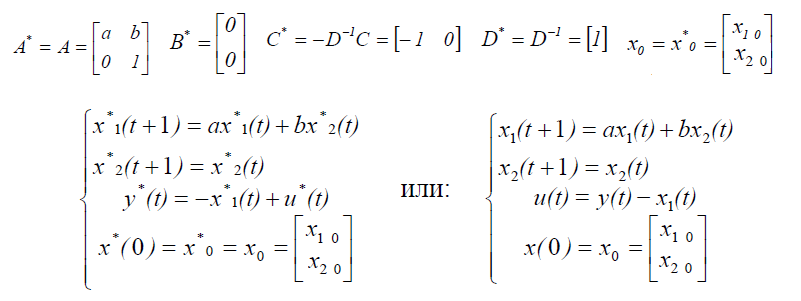 A* = A = [a b; 0 1] B* = [0; 0] C* = –D⁻¹C = [–1 0] D* = D⁻¹ = [1] x₀ = x*₀ = [x₁ ₀; x₂ ₀]
x*₁(t+1) = ax*₁(t) + bx*₂(t)
x*₂(t+1) = x*₂(t)
y*(t) = –x*₁(t) + u*(t)
x*(0) = x*₀ = x₀ = [x₁ ₀; x₂ ₀]
или:
x₁(t+1) = ax₁(t) + bx₂(t)
x₂(t+1) = x₂(t)
u(t) = y(t) – x₁(t)
x(0) = x₀ = [x₁ ₀; x₂ ₀]